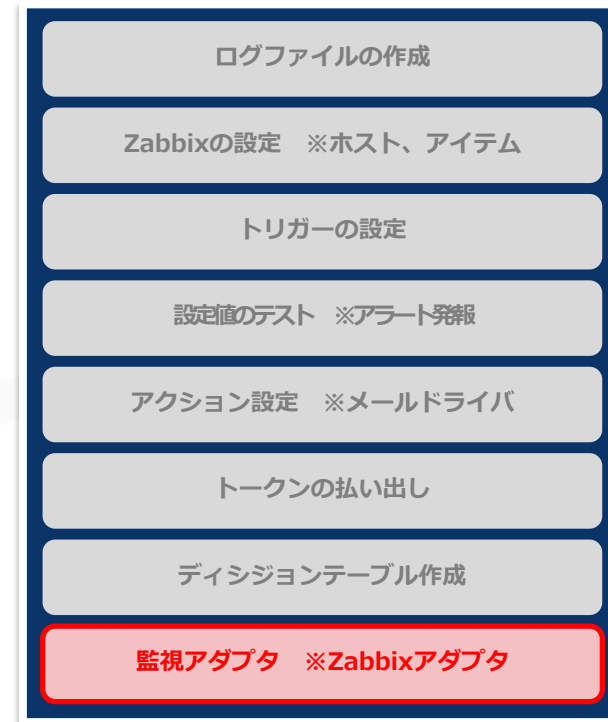 ログファイルの作成
Zabbixの設定　※ホスト、アイテム
トリガーの設定
設定値のテスト　※アラート発報
アクション設定　※メールドライバ
トークンの払い出し
ディシジョンテーブル作成
監視アダプタ　※Zabbixアダプタ